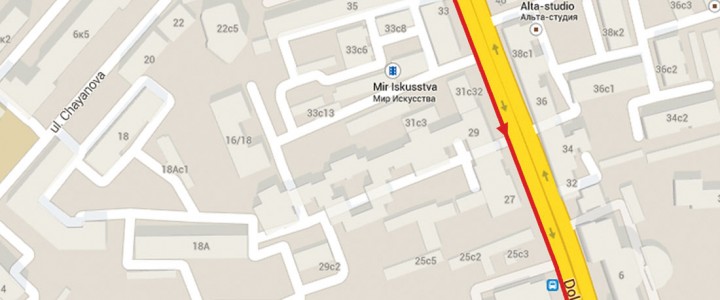 35
33
22
22с5
6к5
20
33с6
33с8
Alta-studio
Альта-студия
36с3
38к2
38с1
36с2
Mir Iskusstva
Мир Искусства
31с32
36с1
36
ul. Chayanova
33с13
31с3
34с2
18
16/18
29
34
18Ас1
32
3
27
18А
29с2
25с5
25с2
25с3
6
Dol